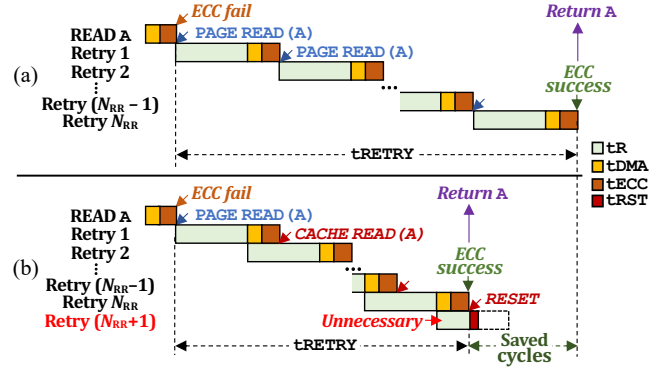 ECC fail
Return A
READ A
PAGE READ (A)
Retry 1
PAGE READ (A)
(a)
Retry 2
ECC
success
Retry (NRR – 1)
Retry NRR
tRETRY
tR
tDMA
tECC
tRST
ECC fail
Return A
READ A
PAGE READ (A)
Retry 1
CACHE READ (A)
(b)
Retry 2
ECC
success
Retry (NRR–1)
Retry NRR
RESET
Retry (NRR+1)
Unnecessary
tRETRY
Saved
cycles